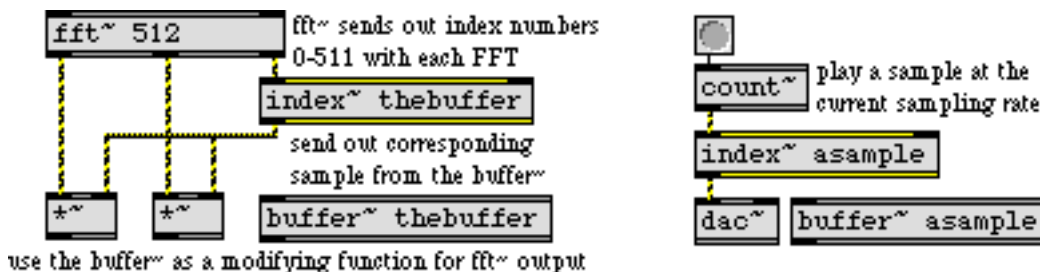 fft~ 512
fft~ sends out index numbers
0-511 with each FFT
index~ thebuffer
send out corresponding
sample from the buffer~
*~
*~
buffer~ thebuffer
use the buffer~ as a modifying function for fft~ output
count~
play a sample at the
current sampling rate
index~ asample
dac~
buffer~ asample